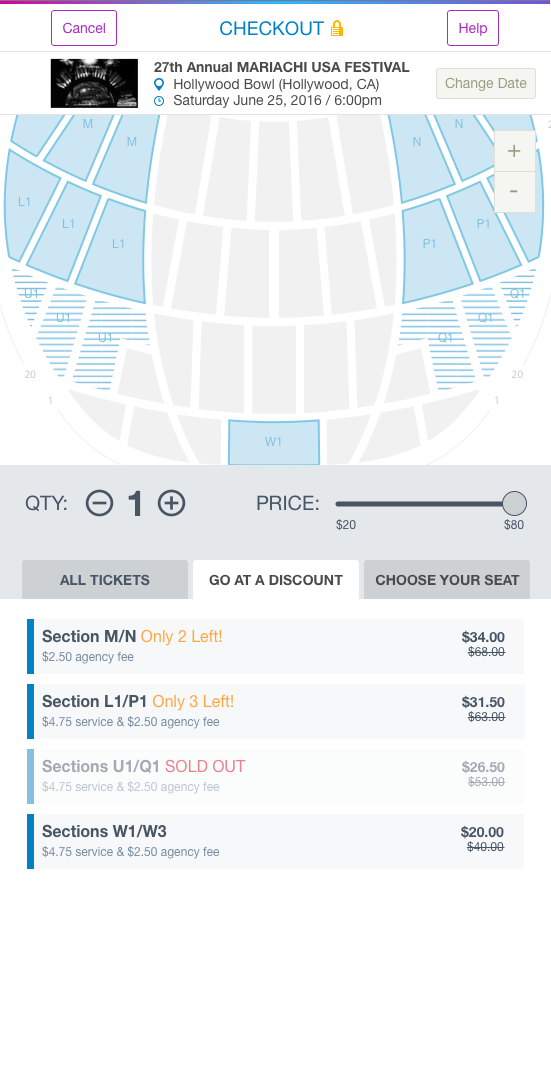 Cancel
CHECKOUT
Help
27th Annual MARIACHI USA FESTIVAL
Hollywood Bowl (Hollywood, CA)
Saturday June 25, 2016 / 6:00pm
Change Date
M
M
N
N
+
-
L1
L1
L1
P1
P1
U1
U1
U1
Q1
Q1
Q1
20
20
1
1
W1
QTY:
1
PRICE:
$20
$80
ALL TICKETS
GO AT A DISCOUNT
CHOOSE YOUR SEAT
Section M/N Only 2 Left!
$34.00
$2.50 agency fee
$68.00
Section L1/P1 Only 3 Left!
$31.50
$4.75 service & $2.50 agency fee
$63.00
Sections U1/Q1 SOLD OUT
$26.50
$4.75 service & $2.50 agency fee
$53.00
Sections W1/W3
$20.00
$4.75 service & $2.50 agency fee
$40.00